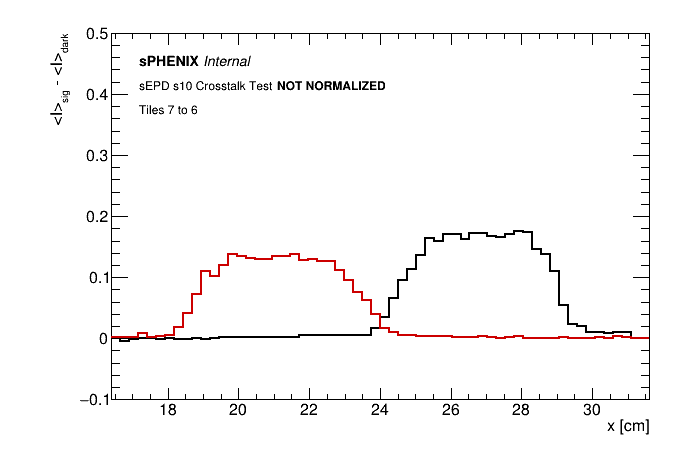 0.5
<I>sig - <I>dark
sPHENIX Internal
sEPD s10 Crosstalk Test NOT NORMALIZED
0.4
Tiles 7 to 6
0.3
0.2
0.1
0
−0.1
18 20 22 24 26 28 30
x [cm]